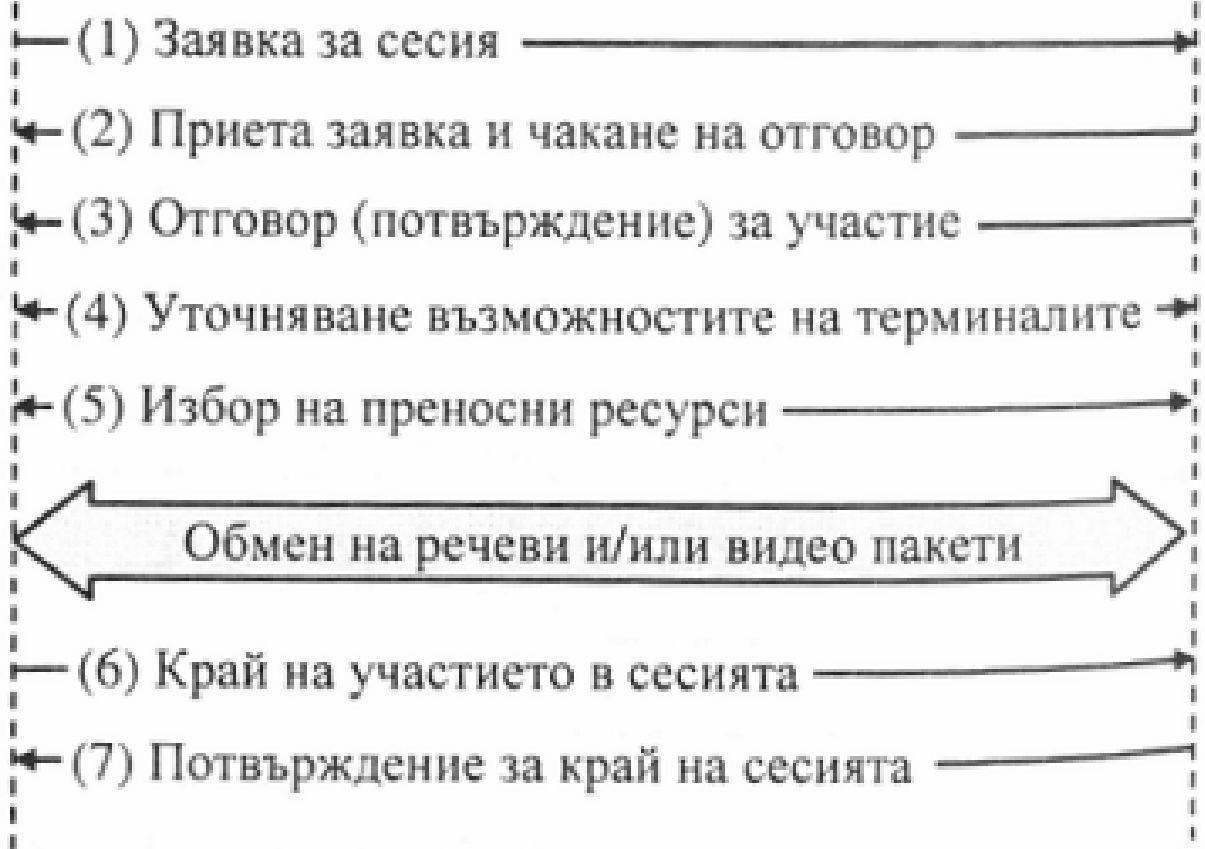 (1) Заявка за сесия
(2) Приета заявка и чакане на отговор
(3) Отговор (потвърждение) за участие
(4) Уточняване възможностите на терминалите
(5) Избор на преносни ресурси
Обмен на речеви и/или видео пакети
(6) Край на участието в сесията
(7) Потвърждение за край на сесията